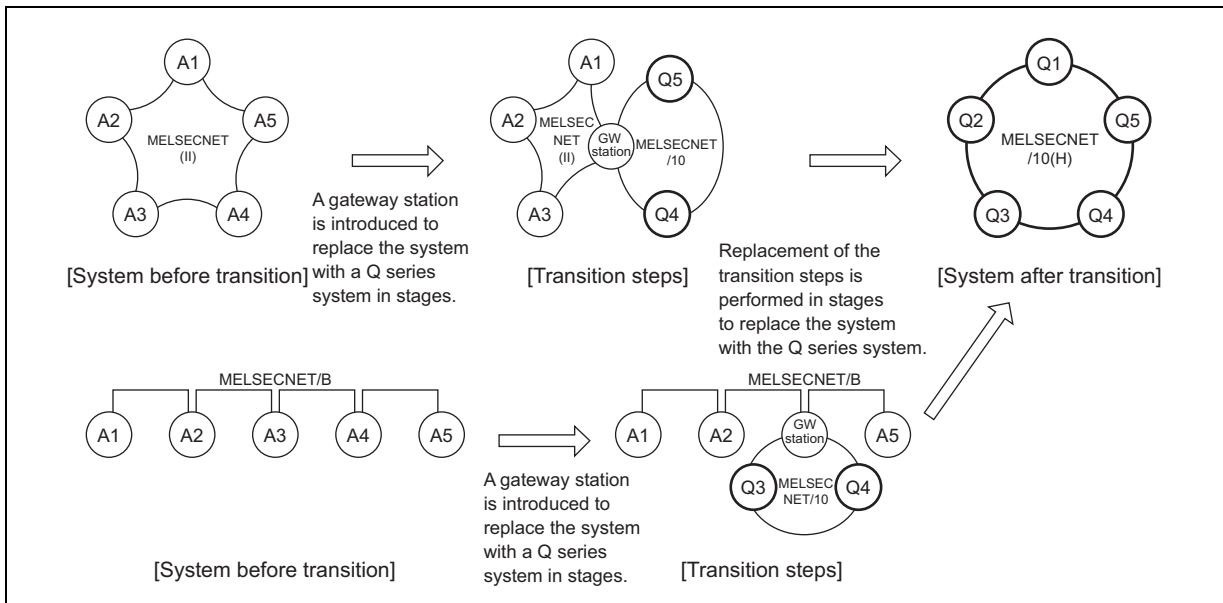 A1
A2
A5
MELSECNET
(II)
A3
A4
[System before transition]
A gateway station
is introduced to
replace the system
with a Q series
system in stages.
A1
Q5
A2
MELSEC
NET
(II)
GW
station
MELSECNET
/10
A3
Q4
[Transition steps]
Replacement of the
transition steps is
performed in stages
to replace the system
with the Q series system.
Q1
Q2
Q5
MELSECNET
/10(H)
Q3
Q4
[System after transition]
MELSECNET/B
A1
A2
A3
A4
A5
[System before transition]
A gateway station
is introduced to
replace the system
with a Q series
system in stages.
MELSECNET/B
A1
A2
GW
station
A5
Q3
MELSEC
NET/10
Q4
[Transition steps]